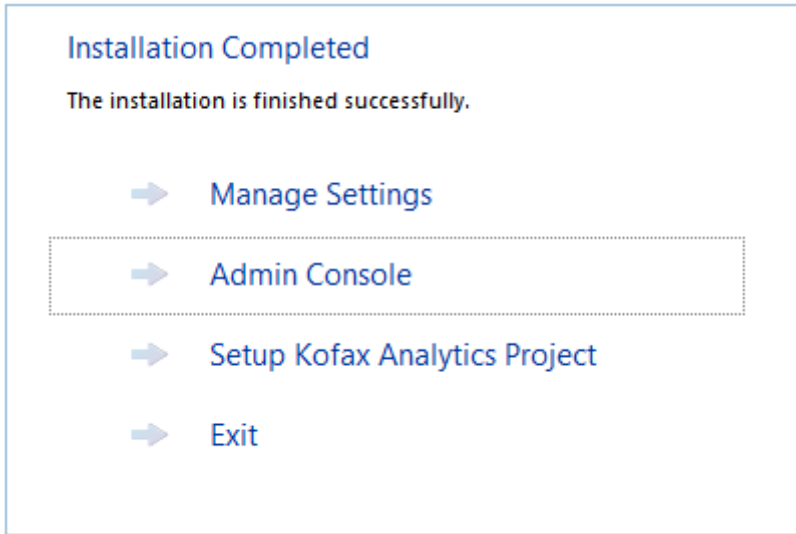 Installation Completed
The installation is finished successfully.
Manage Settings
Admin Console
Setup Kofax Analytics Project
Exit